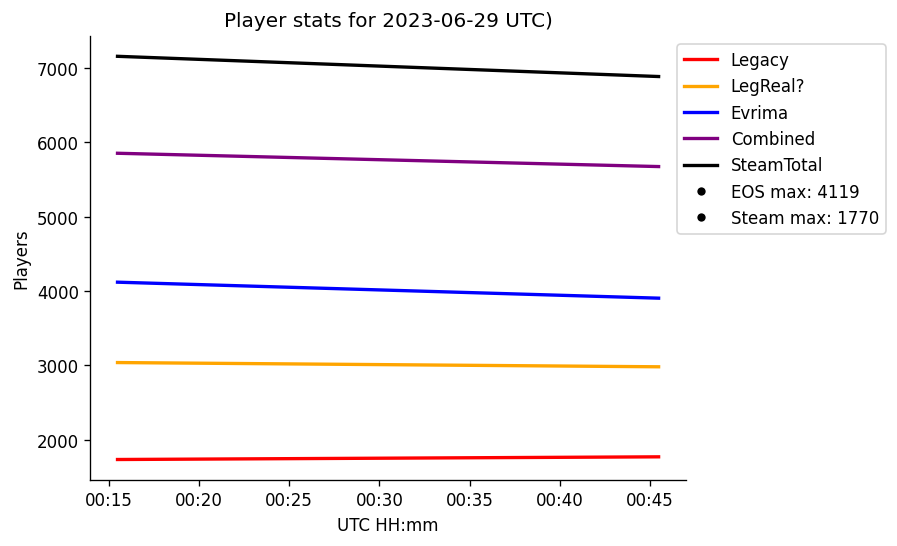 Player stats for 2023-06-29 UTC)
7000
6000
5000
4000
3000
2000
Players
00:15 00:20 00:25 00:30 00:35 00:40 00:45
UTC HH:mm
Legacy
LegReal?
Evrima
Combined
SteamTotal
EOS max: 4119
Steam max: 1770